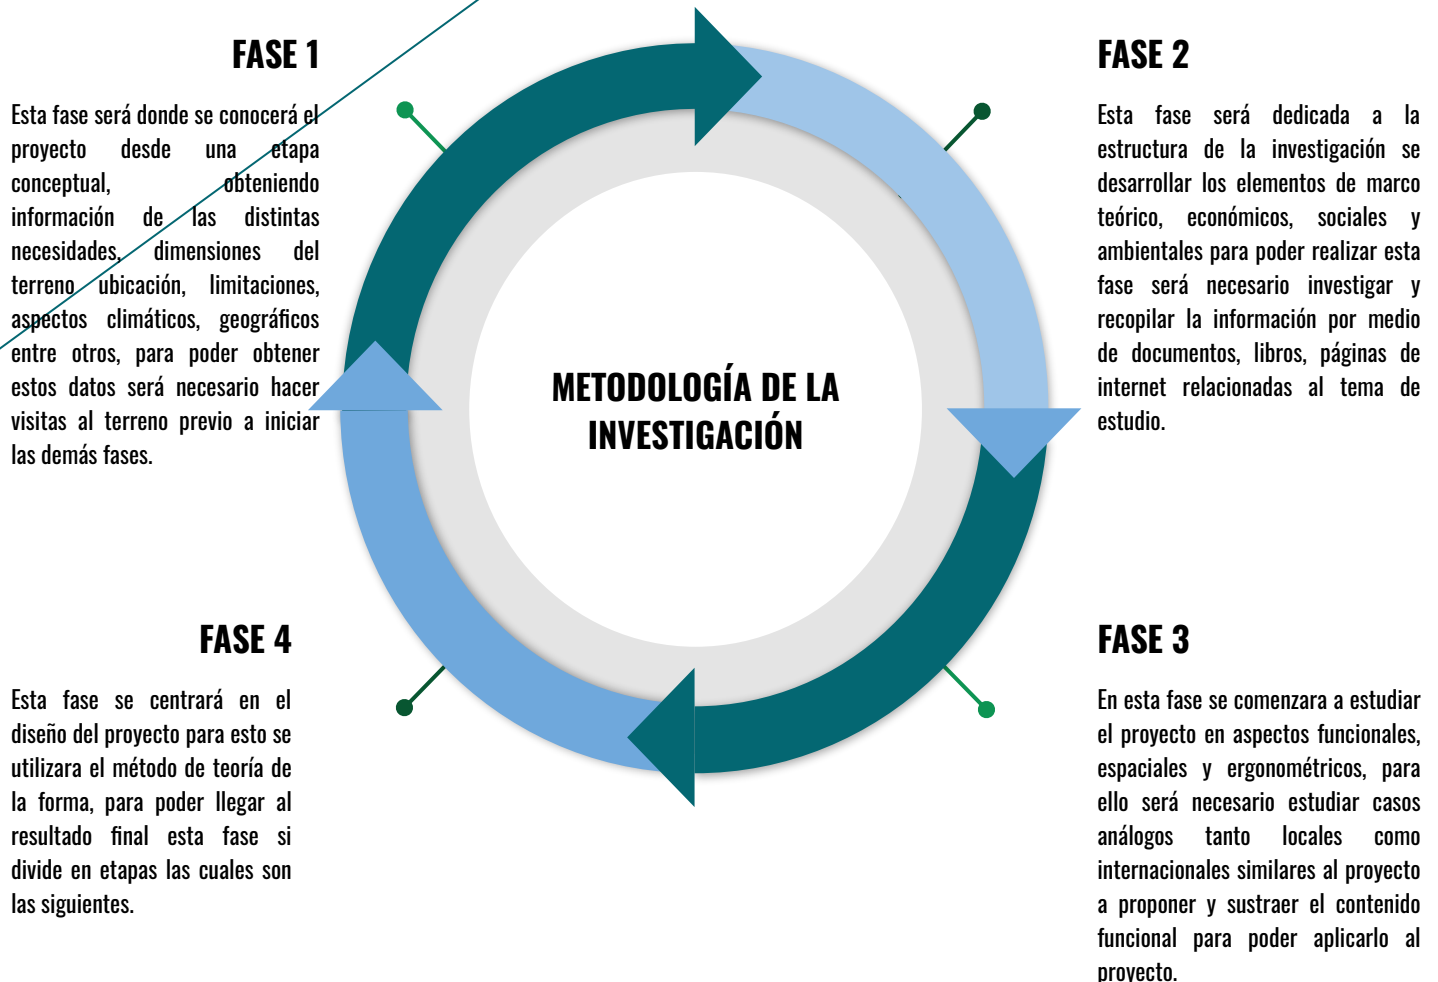 FASE 1
Esta fase será donde se conocerá el
proyecto desde una etapa
conceptual, obteniendo
información de las distintas
necesidades, dimensiones del
terreno ubicación, limitaciones,
aspectos climáticos, geográficos
entre otros, para poder obtener
estos datos será necesario hacer
visitas al terreno previo a iniciar
las demás fases.
FASE 2
Esta fase será dedicada a la
estructura de la investigación se
desarrollar los elementos de marco
teórico, económicos, sociales y
ambientales para poder realizar esta
fase será necesario investigar y
recopilar la información por medio
de documentos, libros, páginas de
internet relacionadas al tema de
estudio.
METODOLOGÍA DE LA
INVESTIGACIÓN
FASE 4
Esta fase se centrará en el
diseño del proyecto para esto se
utilizara el método de teoría de
la forma, para poder llegar al
resultado final esta fase si
divide en etapas las cuales son
las siguientes.
FASE 3
En esta fase se comenzara a estudiar
el proyecto en aspectos funcionales,
espaciales y ergonométricos, para
ello será necesario estudiar casos
análogos tanto locales como
internacionales similares al proyecto
a proponer y sustraer el contenido
funcional para poder aplicarlo al
proyecto.